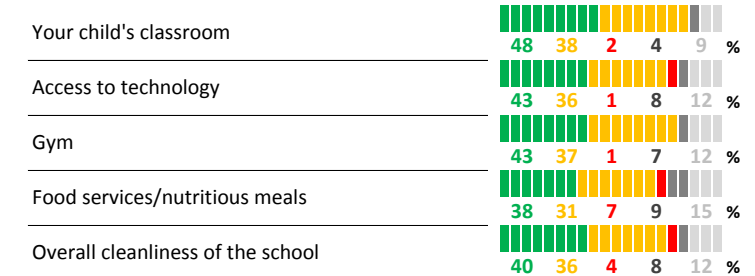 Your child's classroom
48 38 2 4 9 %
Access to technology
43 36 1 8 12 %
Gym
43 37 1 7 12 %
Food services/nutritious meals
38 31 7 9 15 %
Overall cleanliness of the school
40 36 4 8 12 %